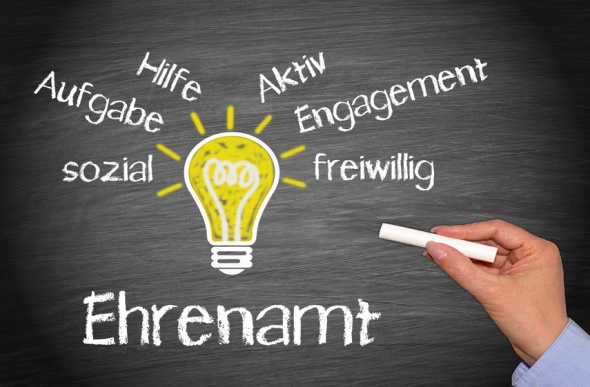 Aufgabe
Hilfe
Aktiv
Engagement
sozial
freiwillig
Ehrenamt